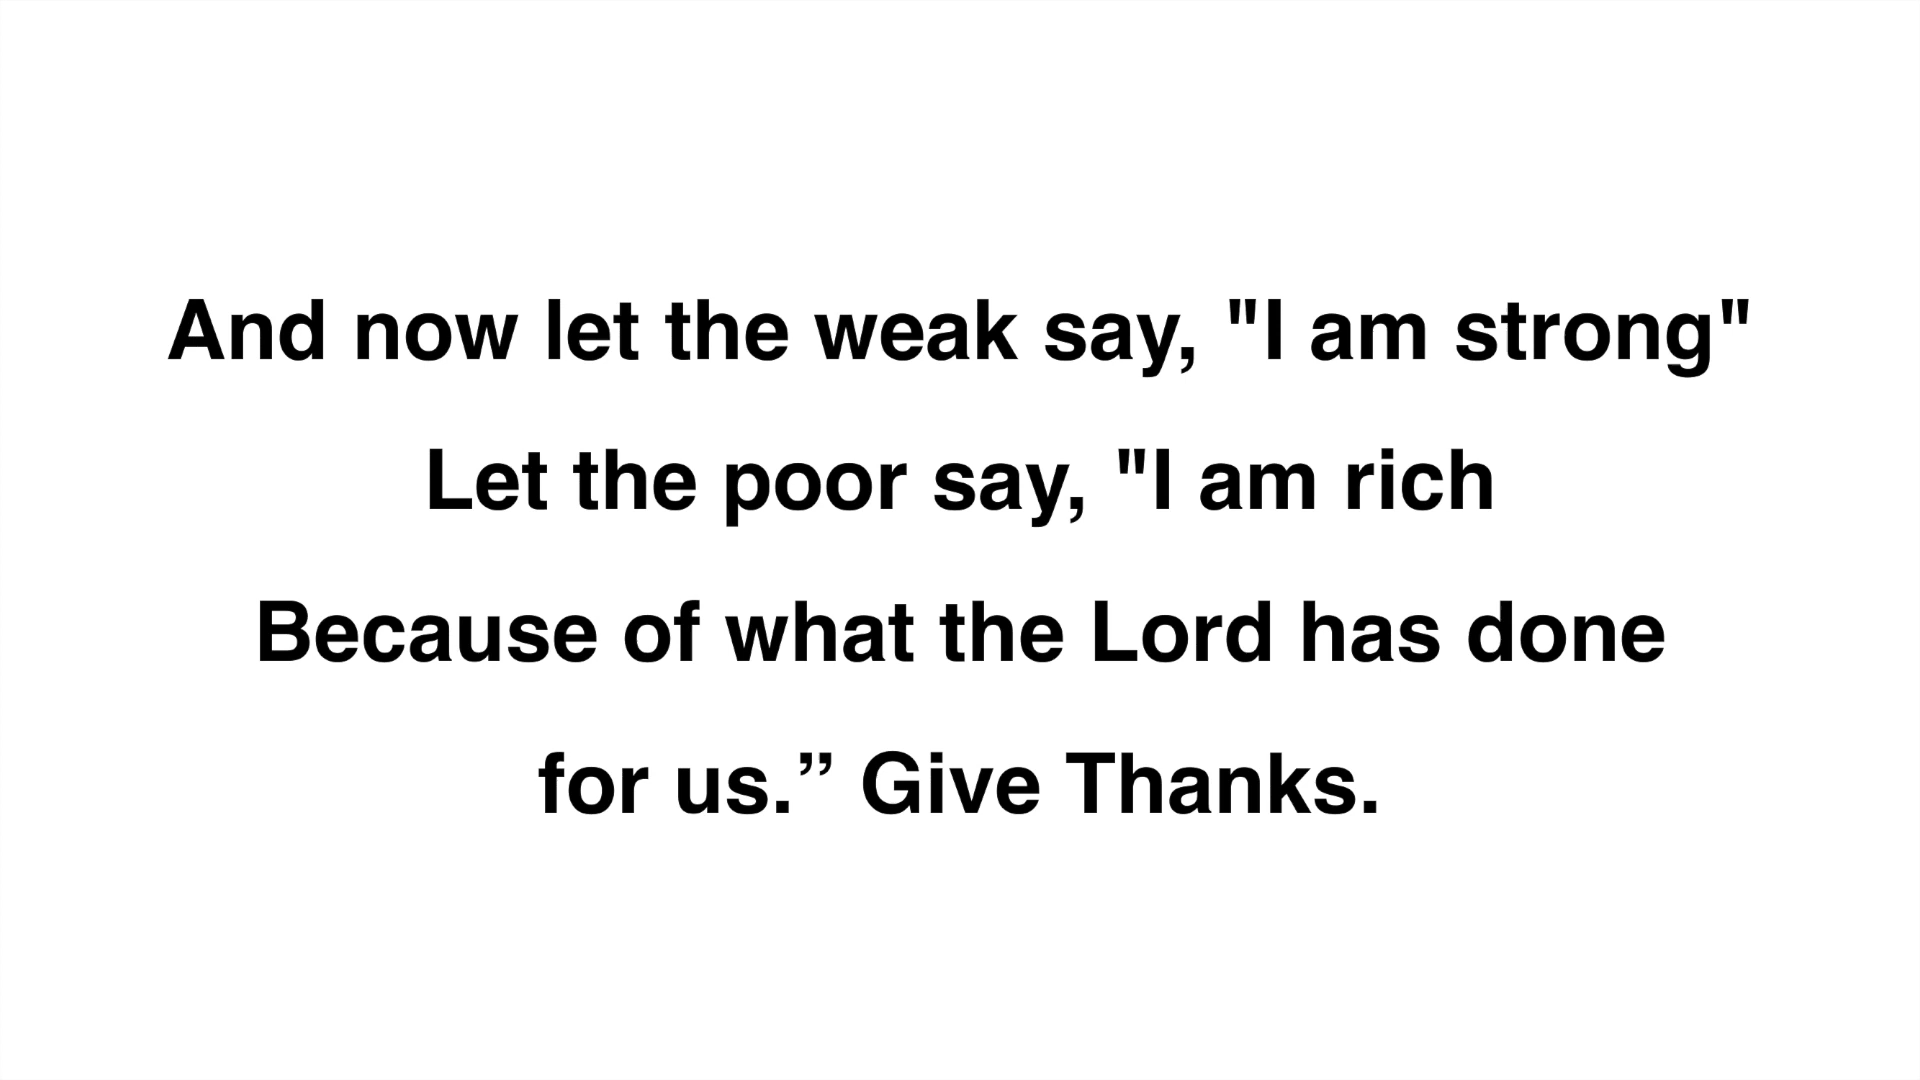 And now let the weak say, "I am strong"
Let the poor say, "I am rich
Because of what the Lord has done
for us.” Give Thanks.